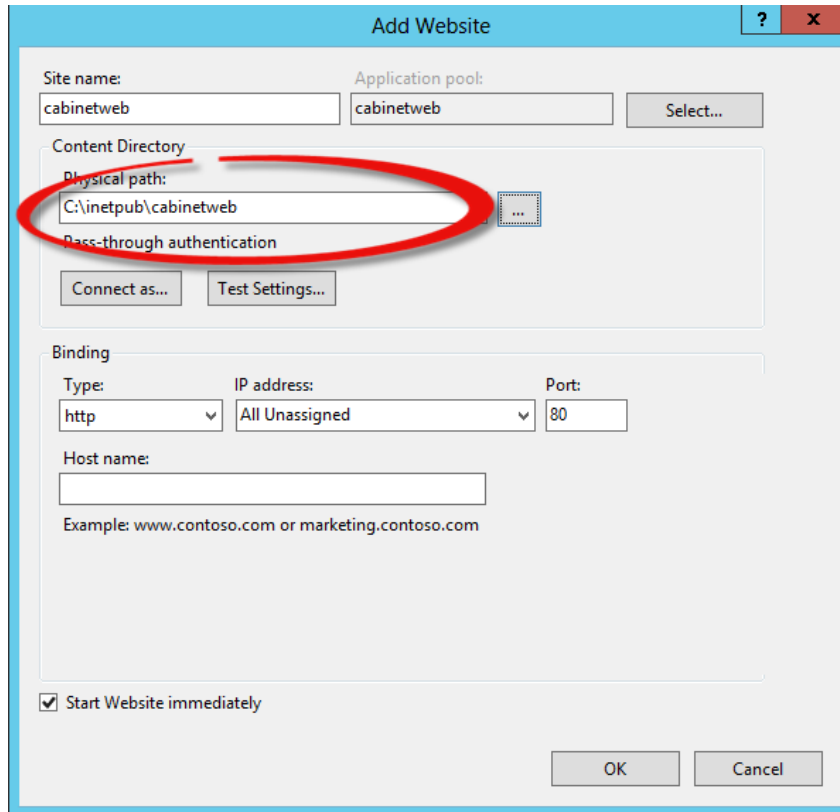 Add Website
? x
Site name: Application pool:
cabinetweb cabinetweb Select...
Content Directory
Physical path:
C:\inetpub\cabinetweb ...
Pass-through authentication
Connect as... Test Settings...
Binding
Type: IP address: Port:
http All Unassigned 80
Host name:
Example: www.contoso.com or marketing.contoso.com
Start Website immediately
OK Cancel